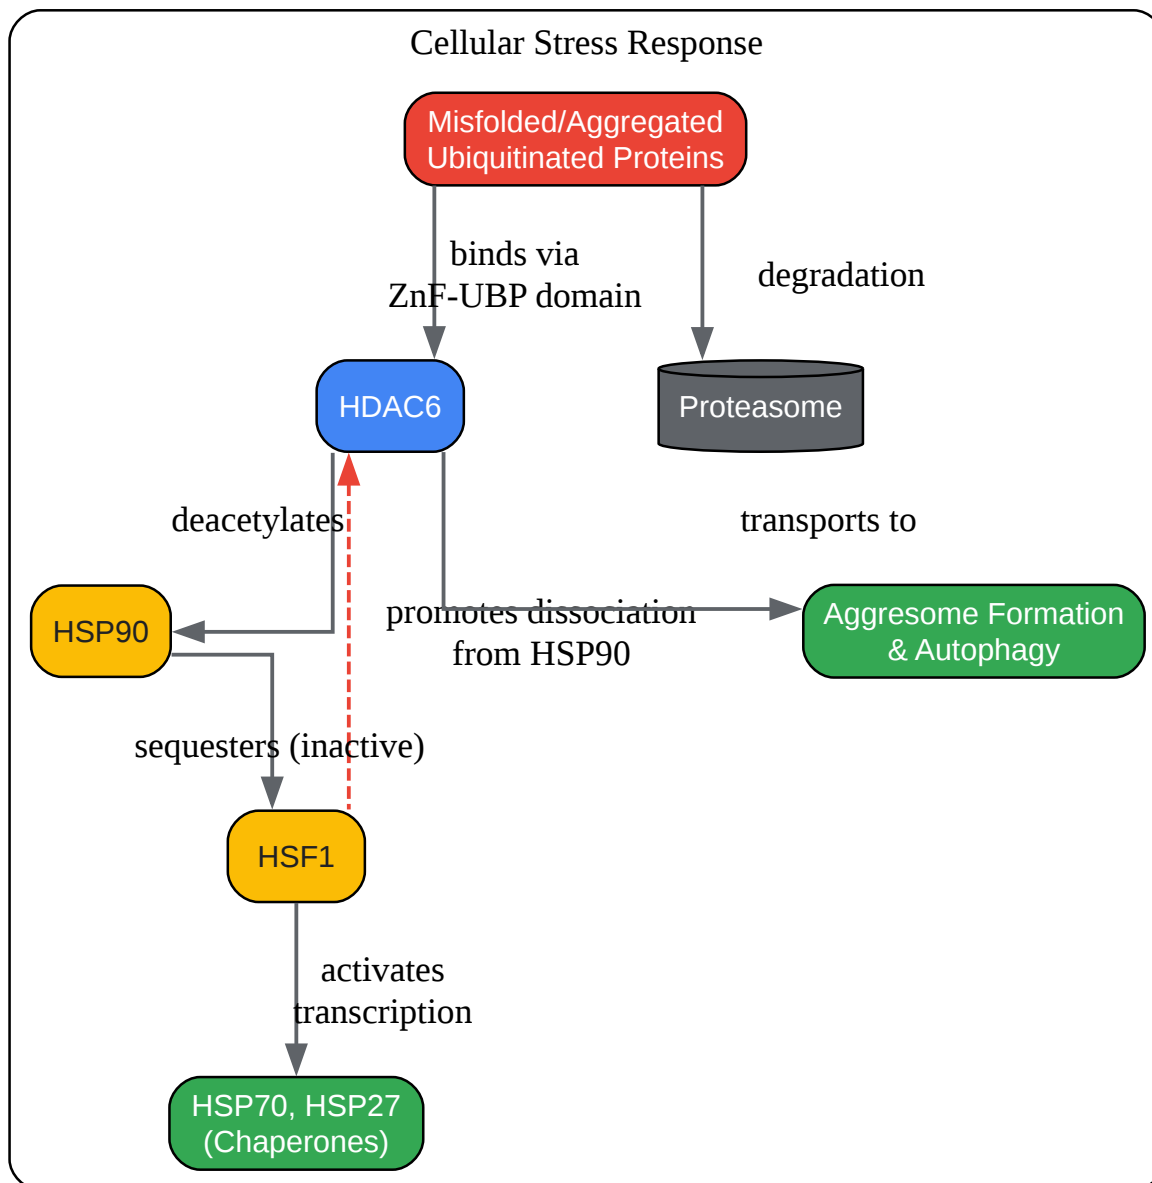 Cellular Stress Response
Misfolded/Aggregated
Ubiquitinated Proteins
binds via
ZnF-UBP domain
degradation
HDAC6
Proteasome
deacetylates
transports to
HSP90
promotes dissociation
from HSP90
Aggresome Formation
& Autophagy
sequesters (inactive)
HSF1
activates
transcription
HSP70, HSP27
(Chaperones)